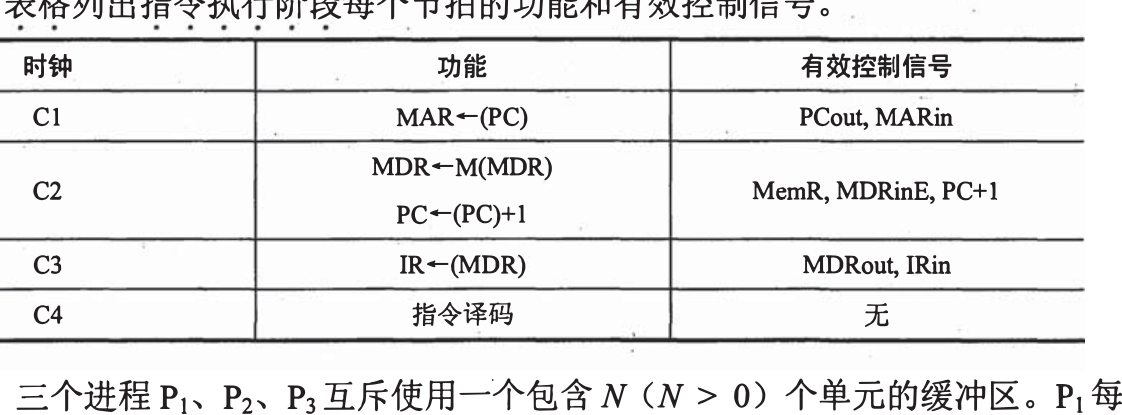 表格列出指令执行阶段每个节拍的功能和有效控制信号。
时钟 功能 有效控制信号
C1 MAR←(PC) PCout, MARin
C2 MDR←M(MDR) MemR, MDRinE, PC+1
PC←(PC)+1
C3 IR←(MDR) MDRout, IRin
C4 指令译码 无
三个进程 P₁、P₂、P₃ 互斥使用一个包含 N（N > 0）个单元的缓冲区。P₁ 每